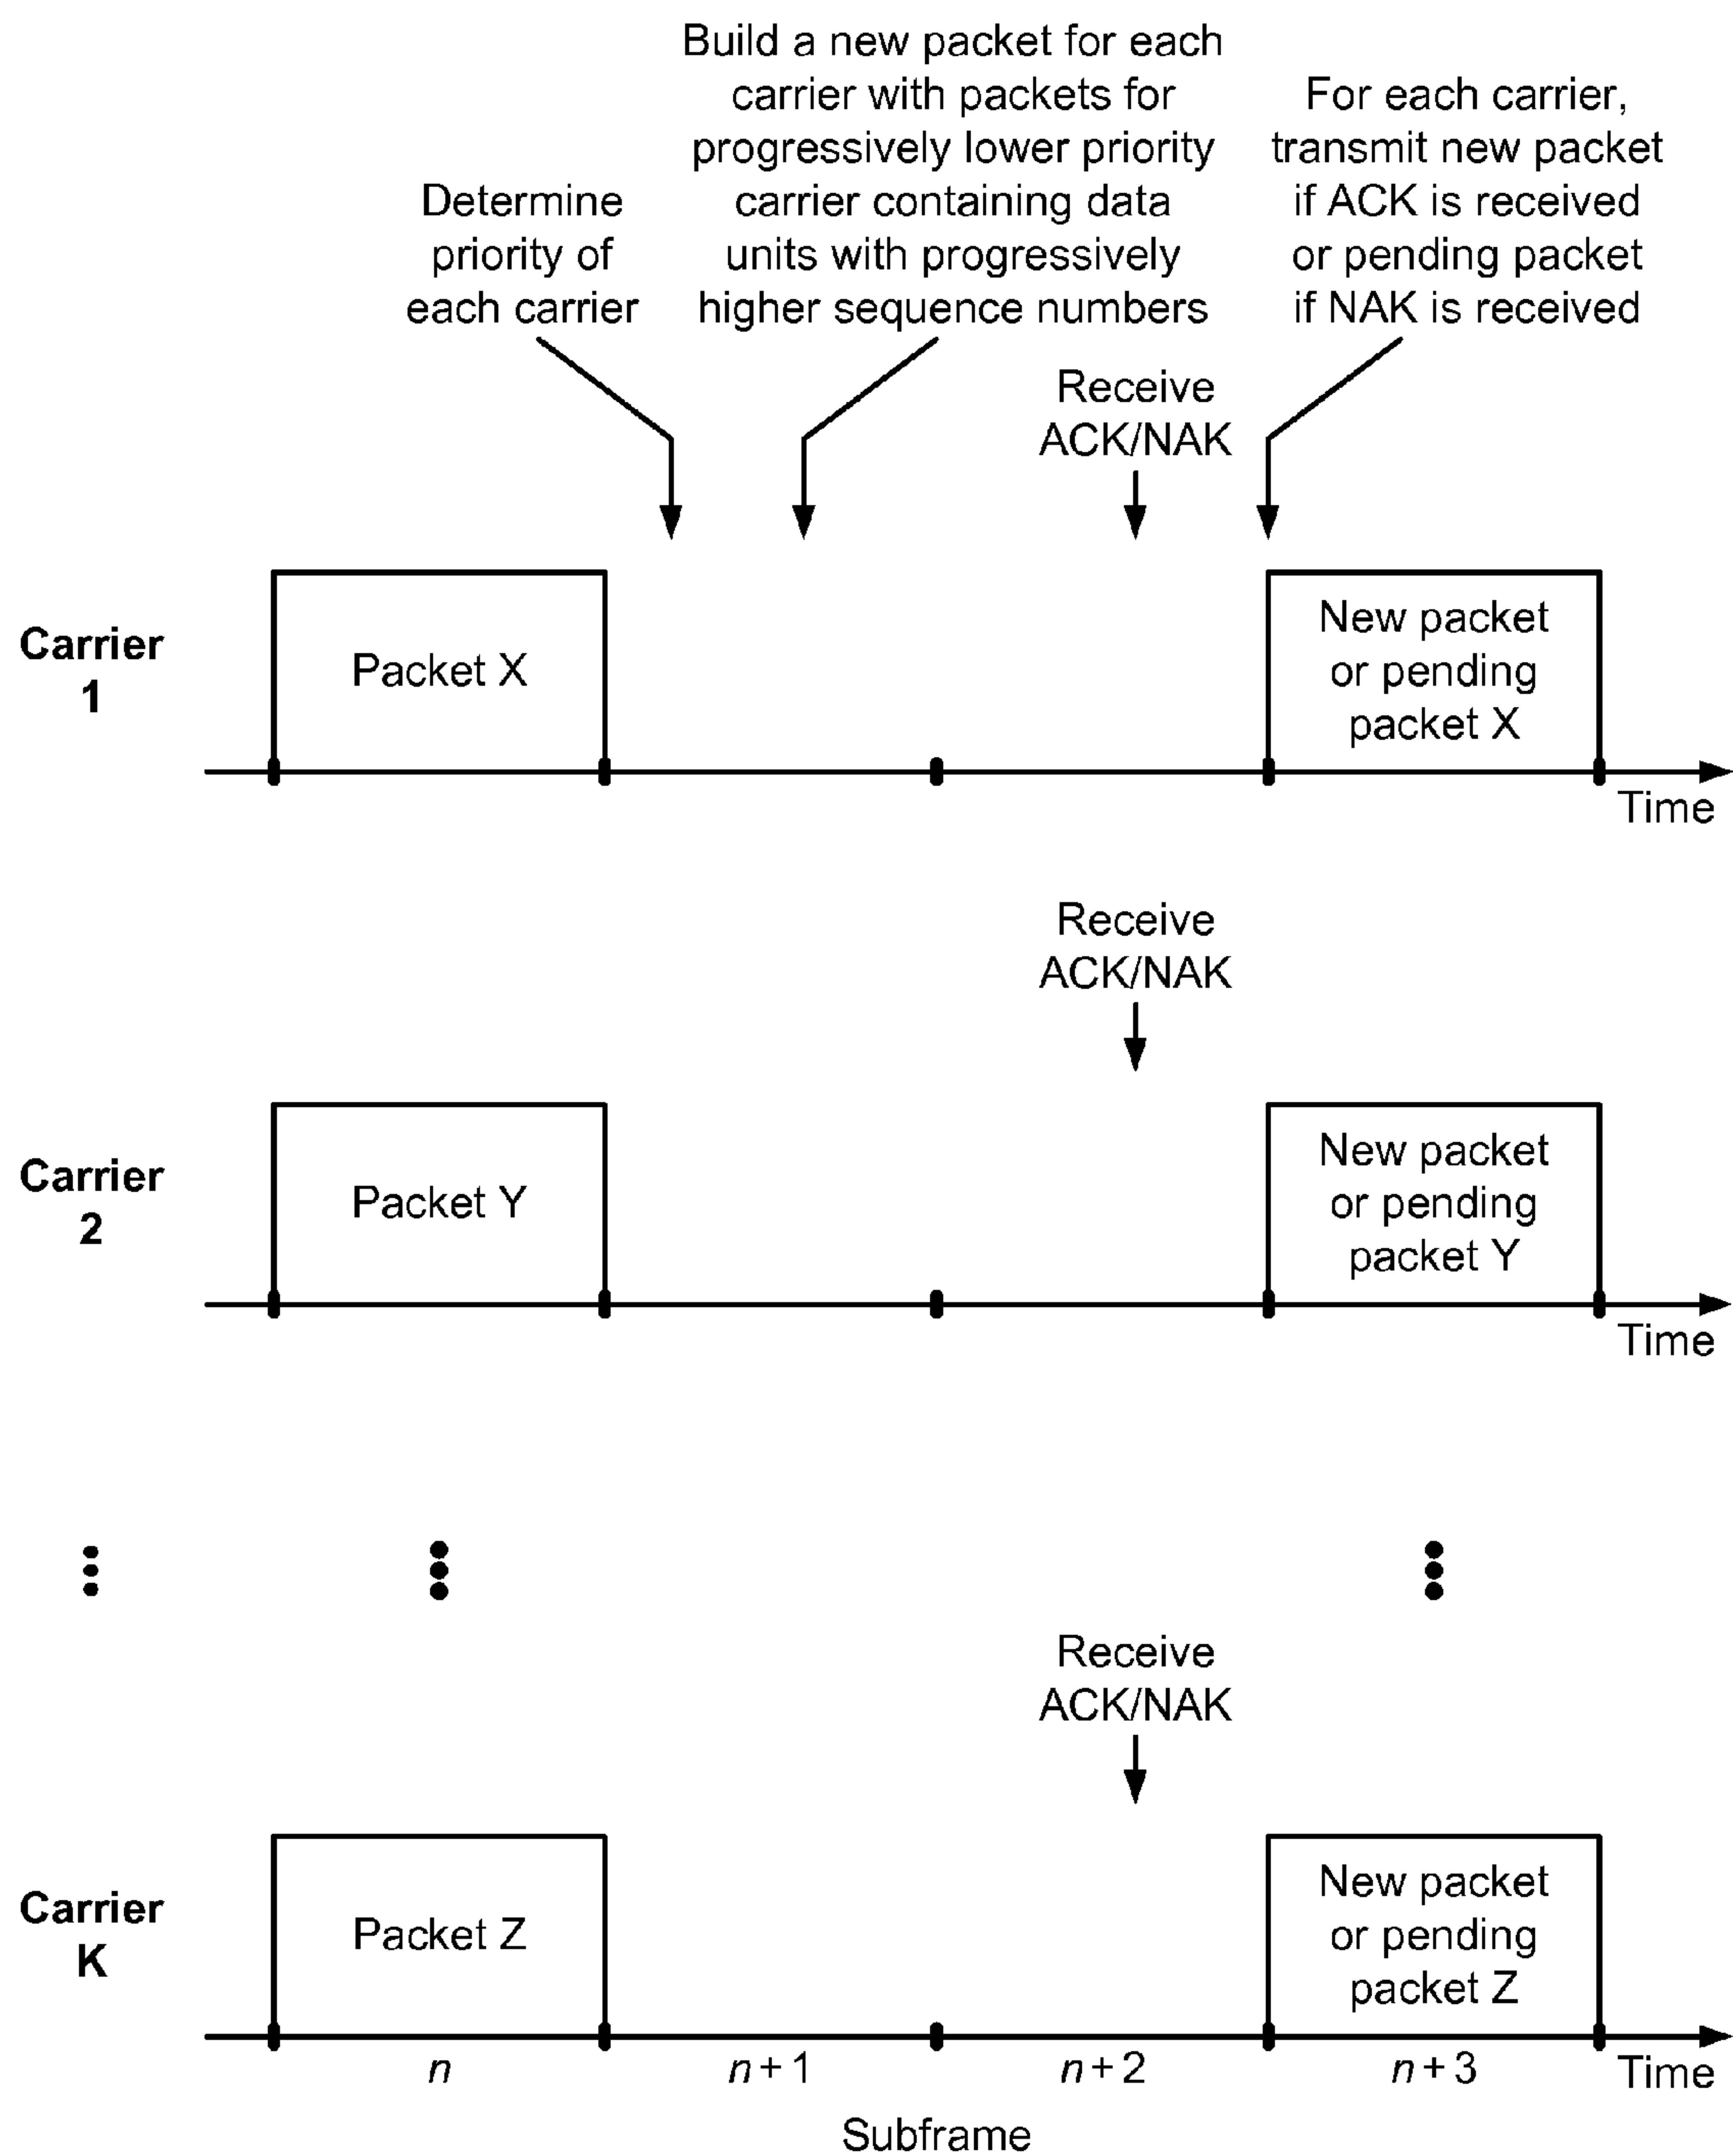 Build a new packet for each
carrier with packets for
progressively lower priority
carrier containing data
units with progressively
higher sequence numbers
For each carrier,
transmit new packet
if ACK is received
or pending packet
if NAK is received
Determine
priority of
each carrier
Receive
ACK/NAK
Carrier
1
Packet X
New packet
or pending
packet X
Time
Receive
ACK/NAK
Carrier
2
Packet Y
New packet
or pending
packet Y
Time
Receive
ACK/NAK
Carrier
K
Packet Z
New packet
or pending
packet Z
n
n + 1
n + 2
n + 3
Time
Subframe